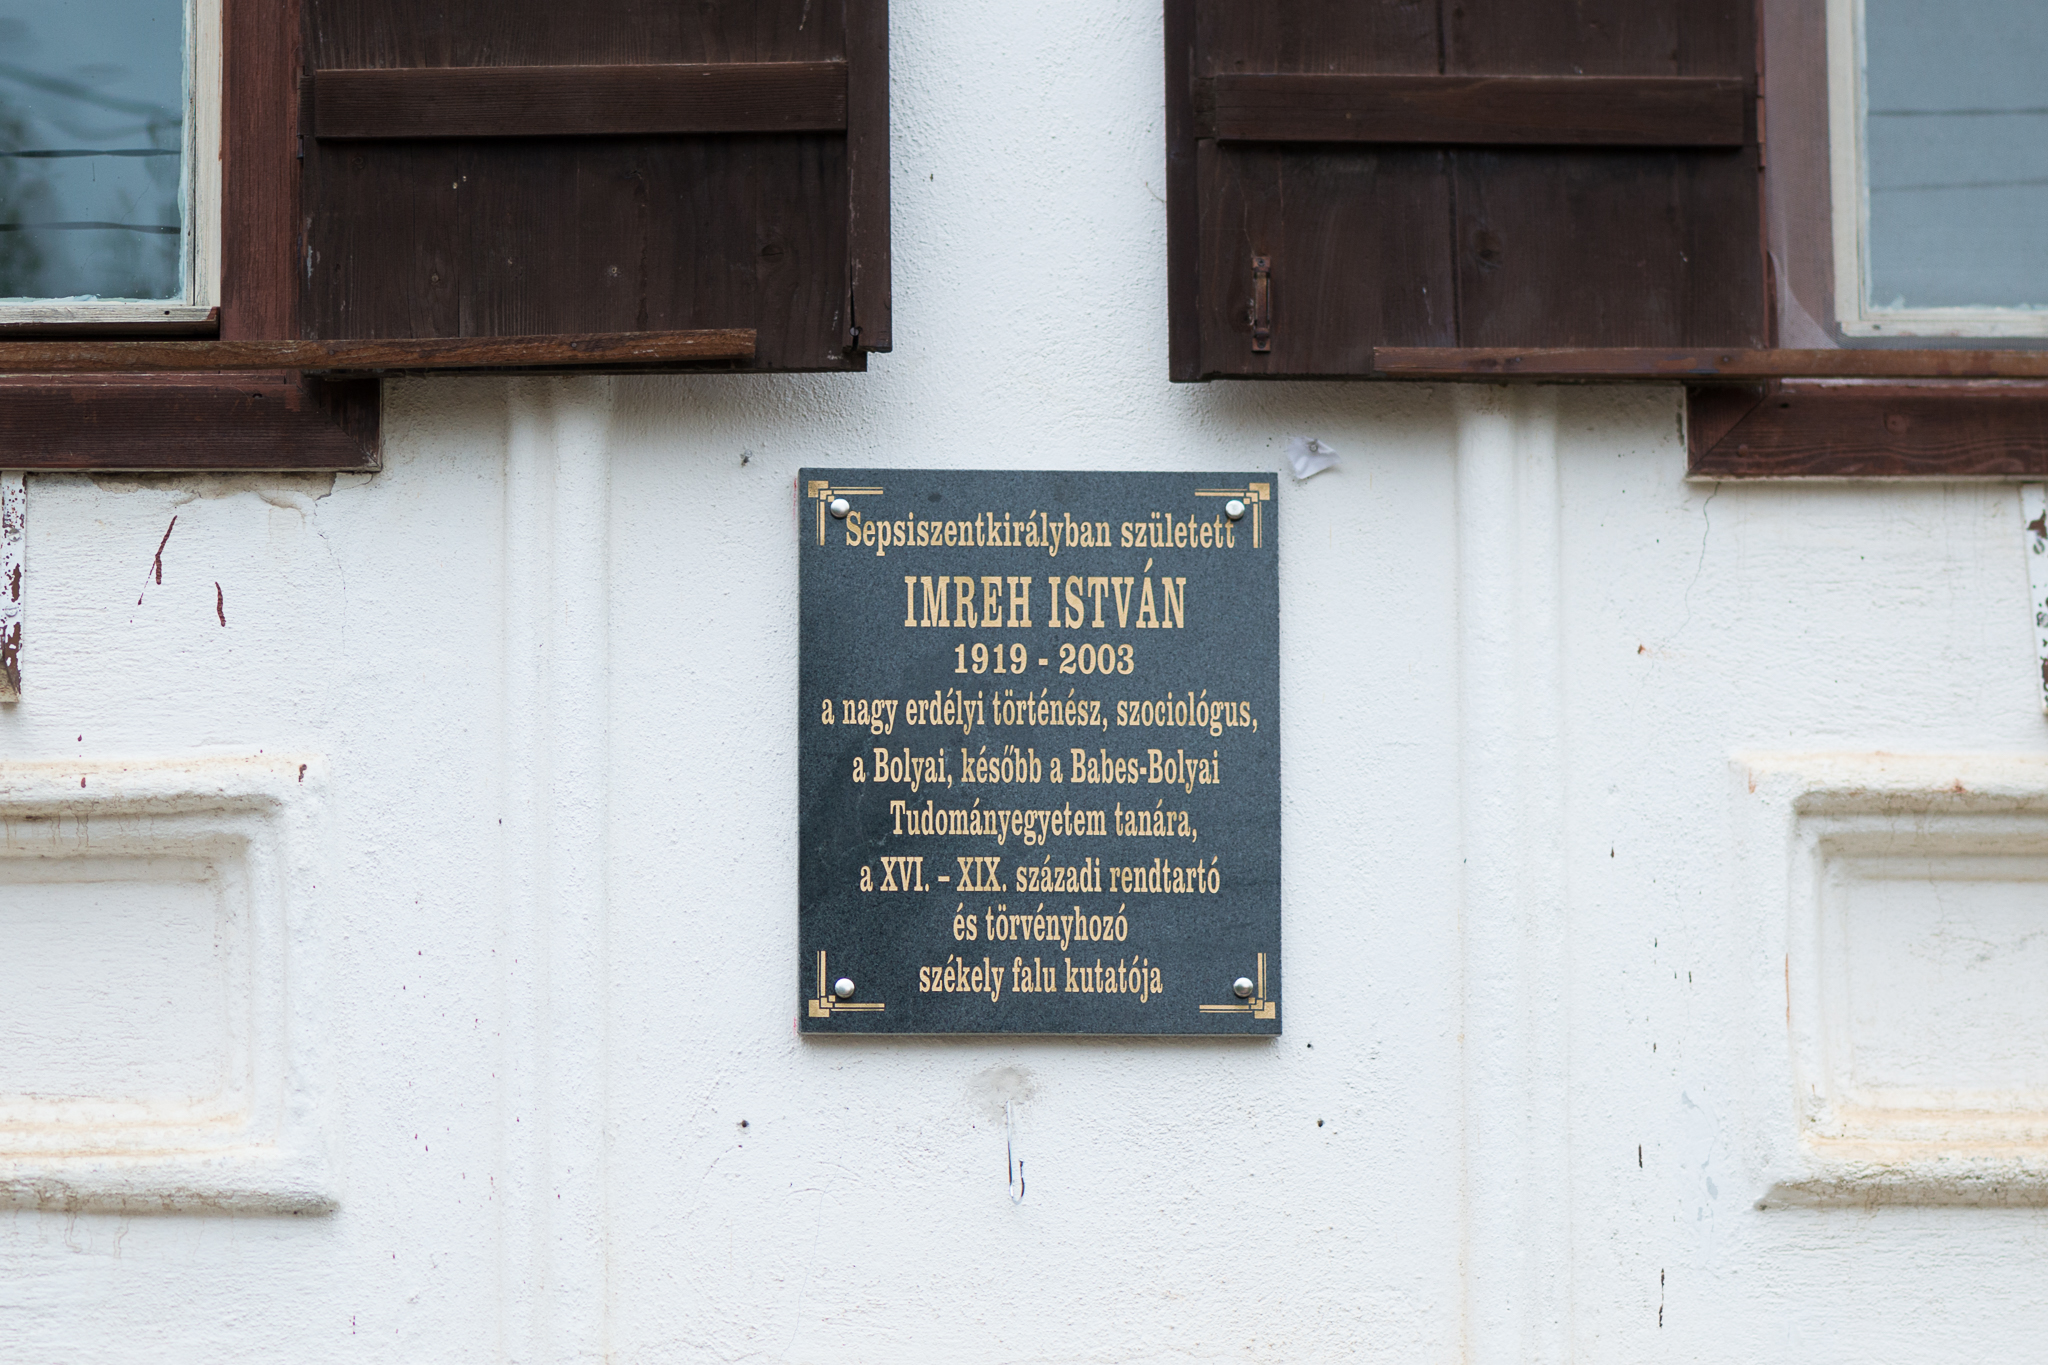 Sepsiszentkirályban született
IMREH ISTVÁN
1919 - 2003
a nagy erdélyi történész, szociológus,
a Bolyai, később a Babes-Bolyai
Tudományegyetem tanára,
a XVI. – XIX. századi rendtartó
és törvényhozó
székely falu kutatója